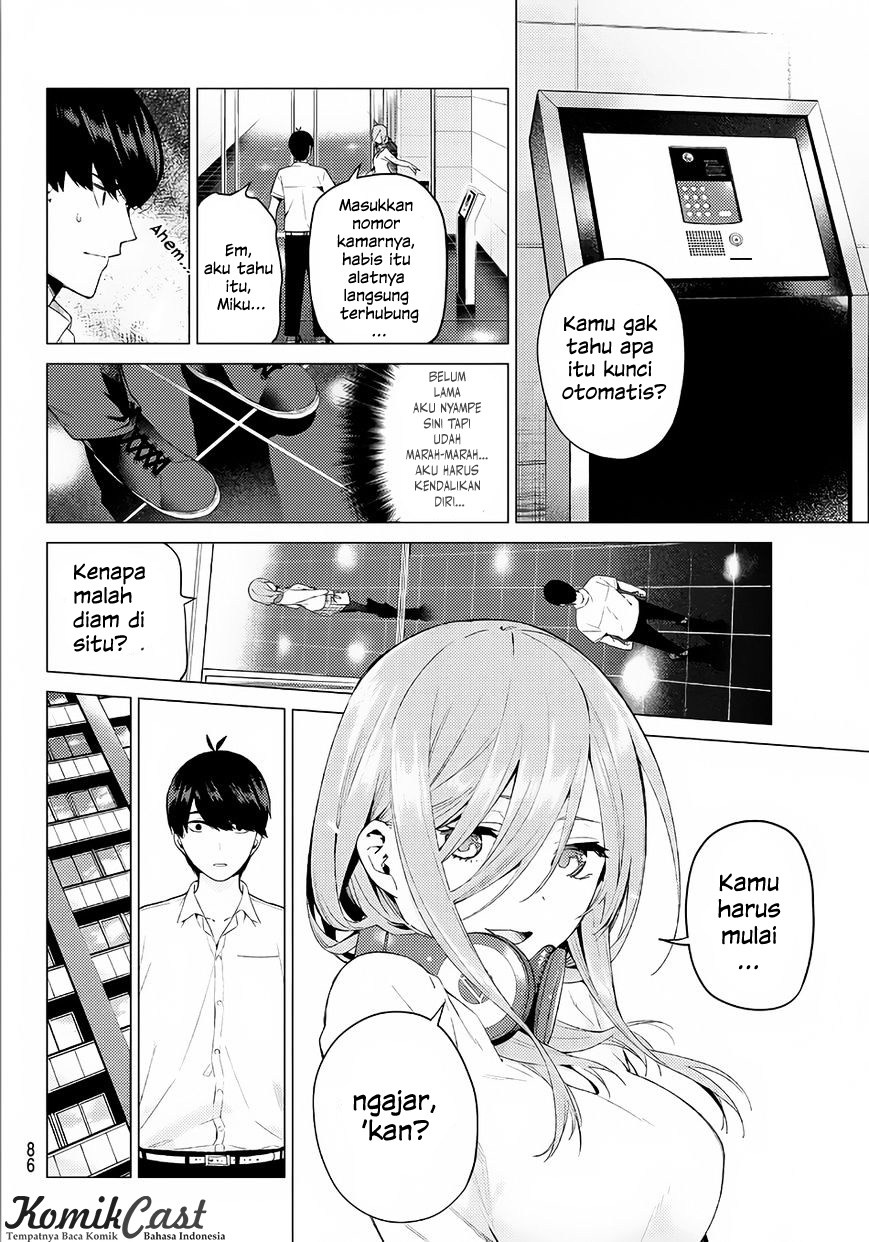 Kamu gak
tahu apa
itu kunci
otomatis?
Masukkan
nomor
kamarnya,
habis itu
alatnya
langsung
terhubung
...
Em,
aku tahu
itu,
Miku...
Ahem...
BELUM
LAMA
AKU NYAMPE
SINI TAPI
UDAH
MARAH-MARAH...
AKU HARUS
KENDALIKAN
DIRI...
Kenapa
malah
diam di
situ?
Kamu
harus
mulai
...
ngajar,
'kan?
86
KomikCast
Tempatnya Baca Komik Bahasa Indonesia